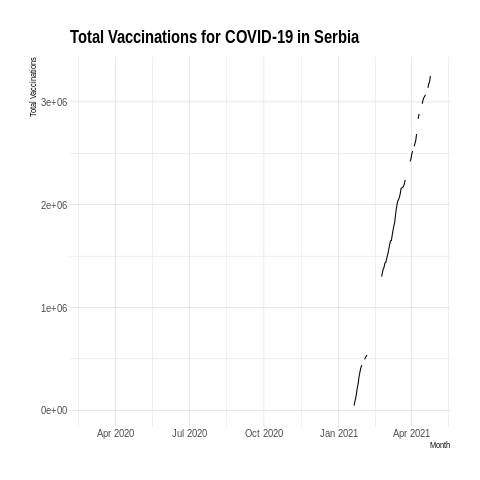 Total Vaccinations for COVID-19 in Serbia
Total Vaccinations
3e+06
2e+06
1e+06
0e+00
Apr 2020 Jul 2020 Oct 2020 Jan 2021 Apr 2021
Month